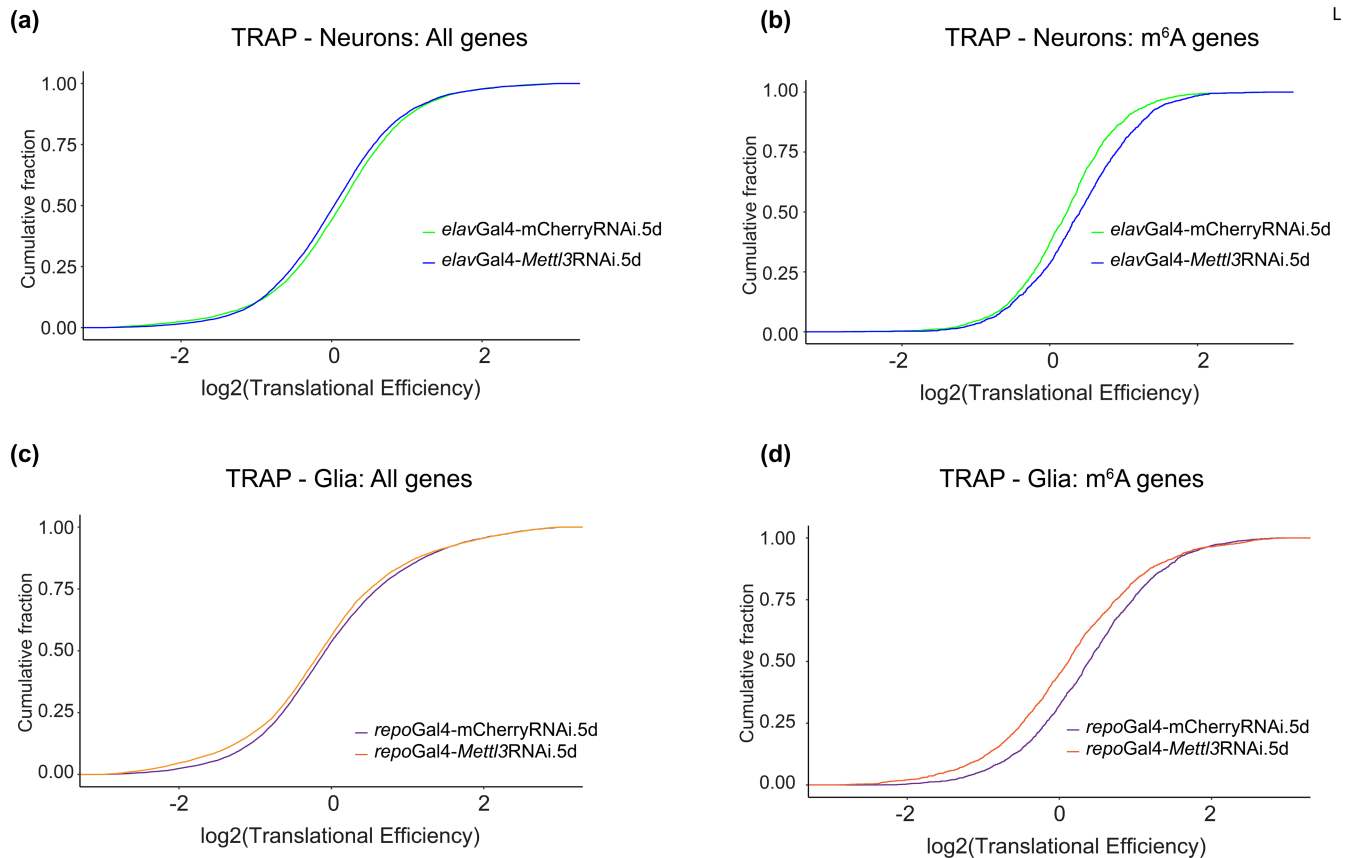 (a)
TRAP - Neurons: All genes
1.00
0.75
0.50
0.25
0.00
Cumulative fraction
elavGal4-mCherryRNAi.5d
elavGal4-Mettl3RNAi.5d
-2 0 2
log2(Translational Efficiency)
(b)
L
TRAP - Neurons: m⁶A genes
1.00
0.75
0.50
0.25
0.00
Cumulative fraction
elavGal4-mCherryRNAi.5d
elavGal4-Mettl3RNAi.5d
-2 0 2
log2(Translational Efficiency)
(c)
TRAP - Glia: All genes
1.00
0.75
0.50
0.25
0.00
Cumulative fraction
repoGal4-mCherryRNAi.5d
repoGal4-Mettl3RNAi.5d
-2 0 2
log2(Translational Efficiency)
(d)
TRAP - Glia: m⁶A genes
1.00
0.75
0.50
0.25
0.00
Cumulative fraction
repoGal4-mCherryRNAi.5d
repoGal4-Mettl3RNAi.5d
-2 0 2
log2(Translational Efficiency)